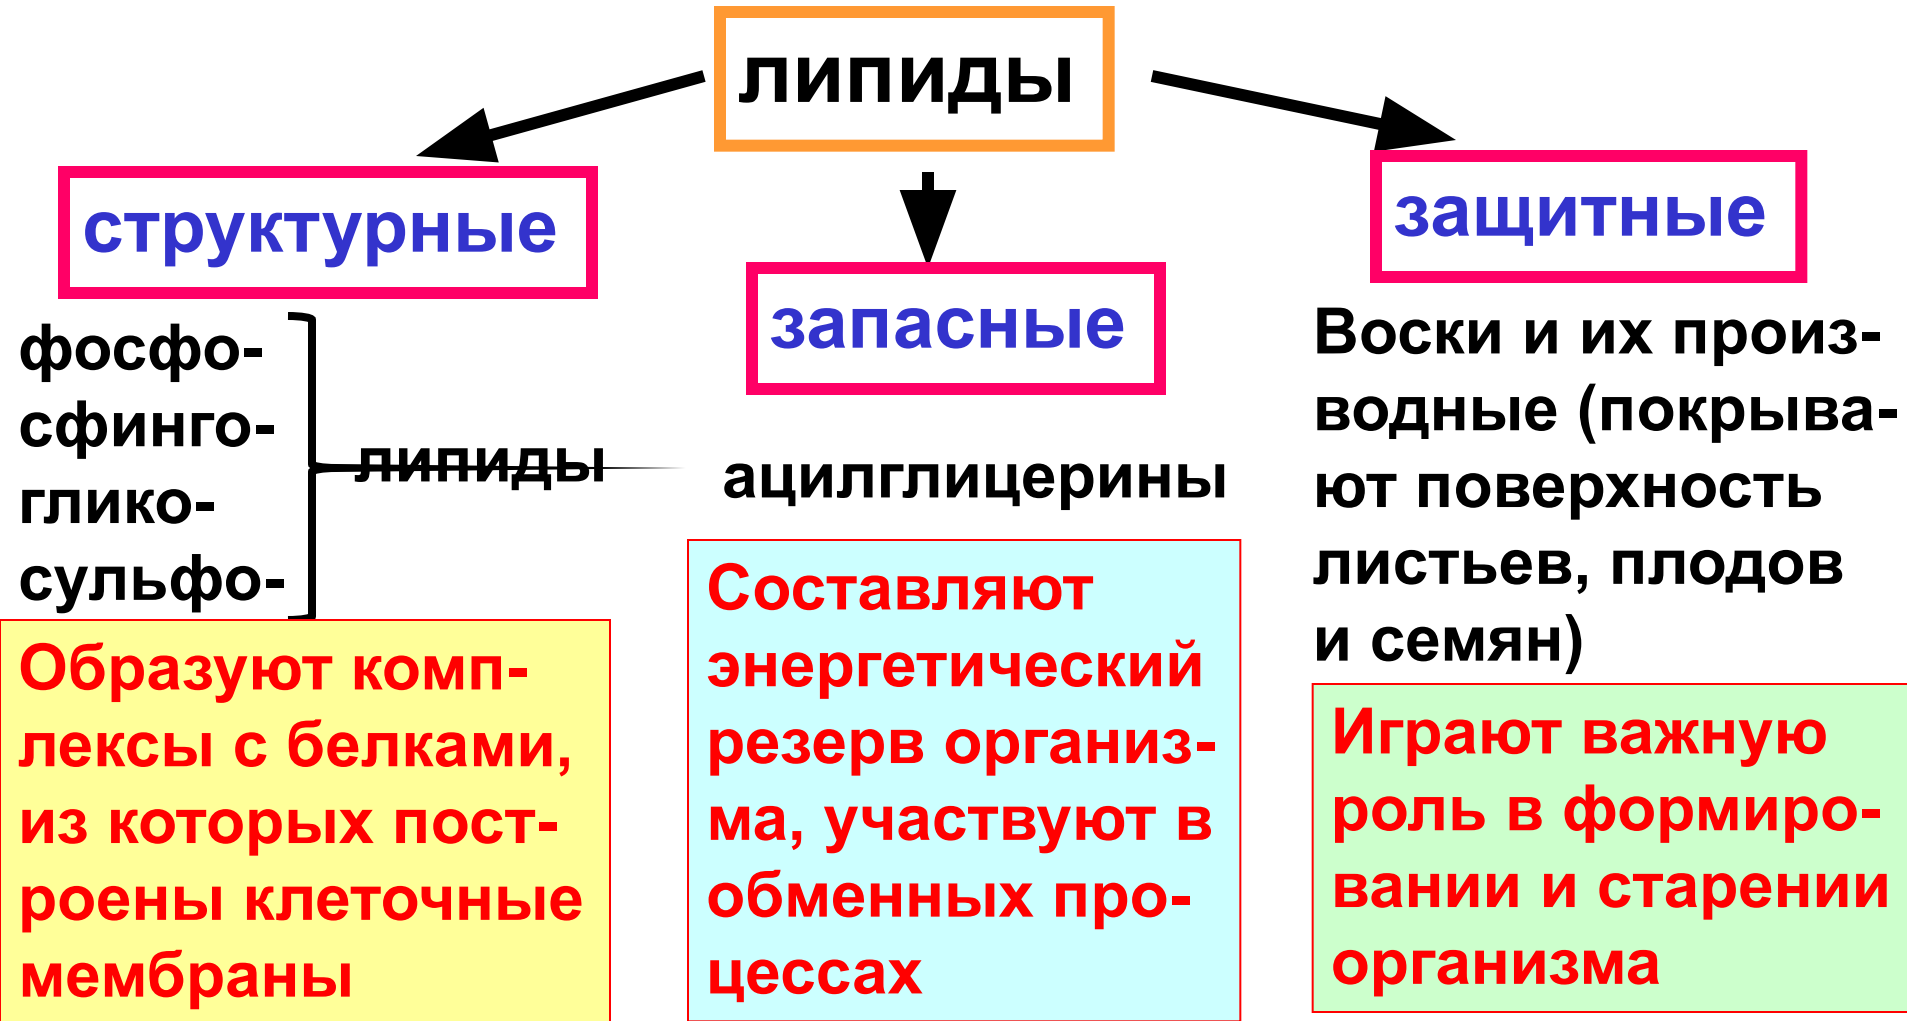 липиды
структурные
фосфо-
сфинго-
глико-
сульфо-
липиды
Образуют комп-
лексы с белками,
из которых пост-
роены клеточные
мембраны
запасные
ацилглицерины
Составляют
энергетический
резерв организ-
ма, участвуют в
обменных про-
цессах
защитные
Воски и их произ-
водные (покрыва-
ют поверхность
листьев, плодов
и семян)
Играют важную
роль в формиро-
вании и старении
организма